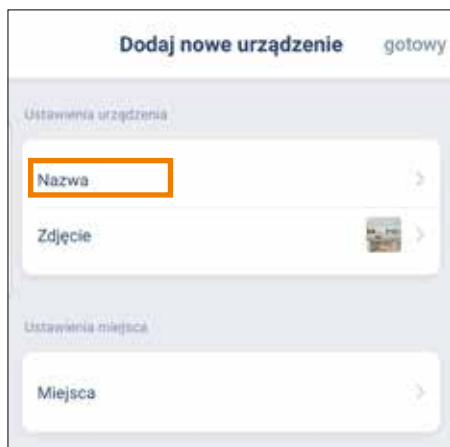 Dodaj nowe urządzenie gotowy
Ustawienia urządzenia
Nazwa
Zdjęcie
Ustawienia miejsca
Miejsca